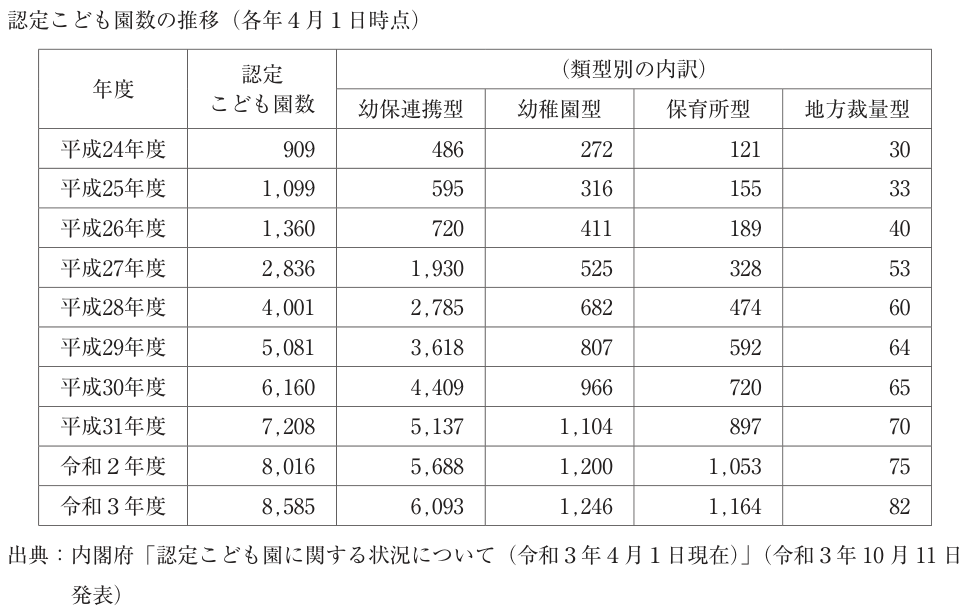 認定こども園数の推移（各年４月１日時点）
年度 認定こども園数 （類型別の内訳）
幼保連携型 幼稚園型 保育所型 地方裁量型
平成24年度 909 486 272 121 30
平成25年度 1,099 595 316 155 33
平成26年度 1,360 720 411 189 40
平成27年度 2,836 1,930 525 328 53
平成28年度 4,001 2,785 682 474 60
平成29年度 5,081 3,618 807 592 64
平成30年度 6,160 4,409 966 720 65
平成31年度 7,208 5,137 1,104 897 70
令和２年度 8,016 5,688 1,200 1,053 75
令和３年度 8,585 6,093 1,246 1,164 82
出典：内閣府「認定こども園に関する状況について（令和３年４月１日現在）」（令和３年10月11日
発表）